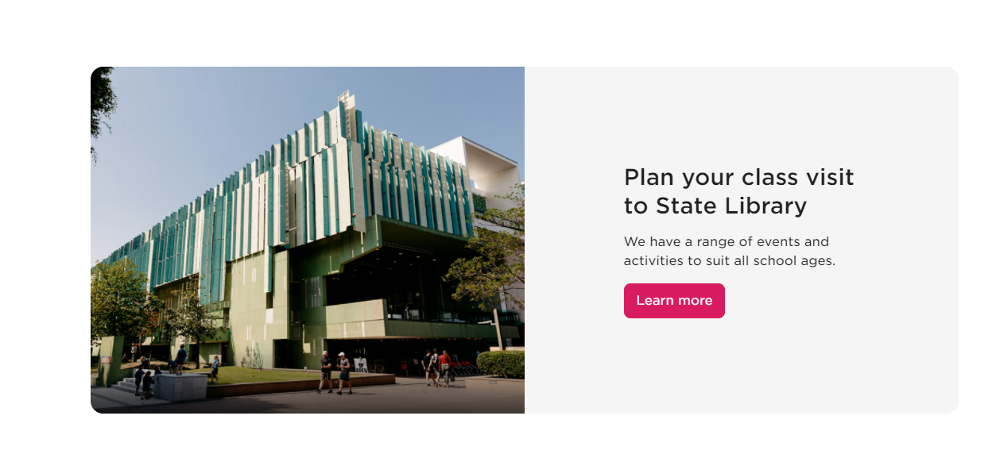 Plan your class visit
to State Library
We have a range of events and
activities to suit all school ages.
Learn more